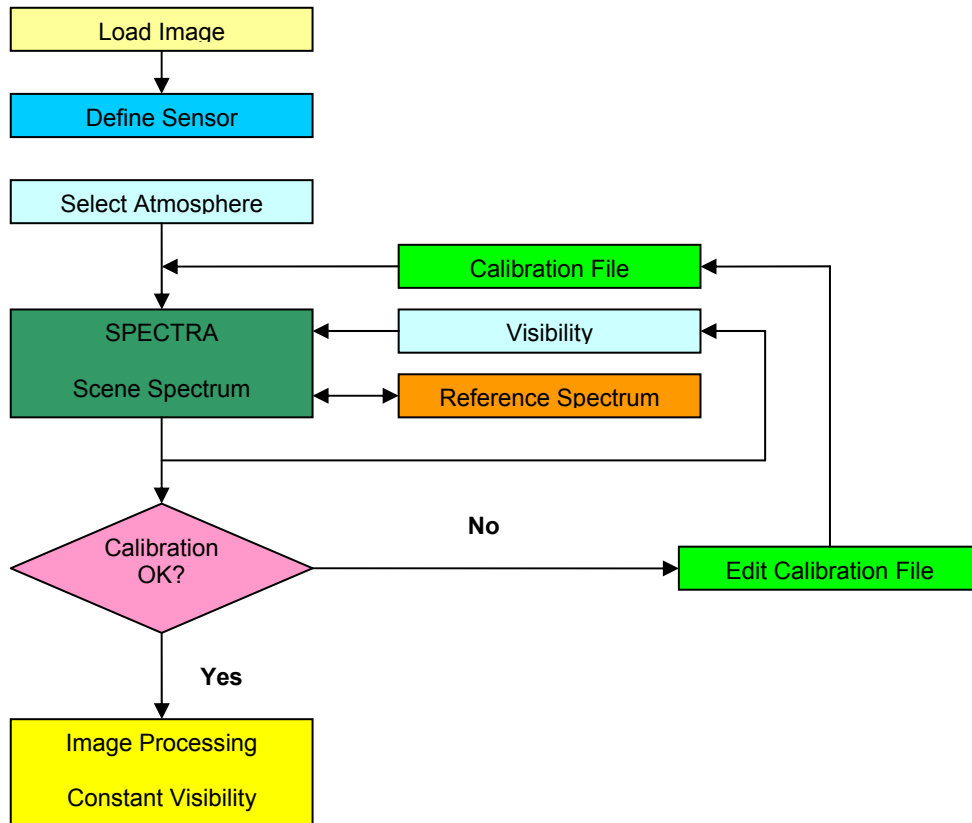 Load Image
Define Sensor
Select Atmosphere
Calibration File
SPECTRA
Visibility
Scene Spectrum
Reference Spectrum
Calibration
OK?
No
Edit Calibration File
Yes
Image Processing
Constant Visibility